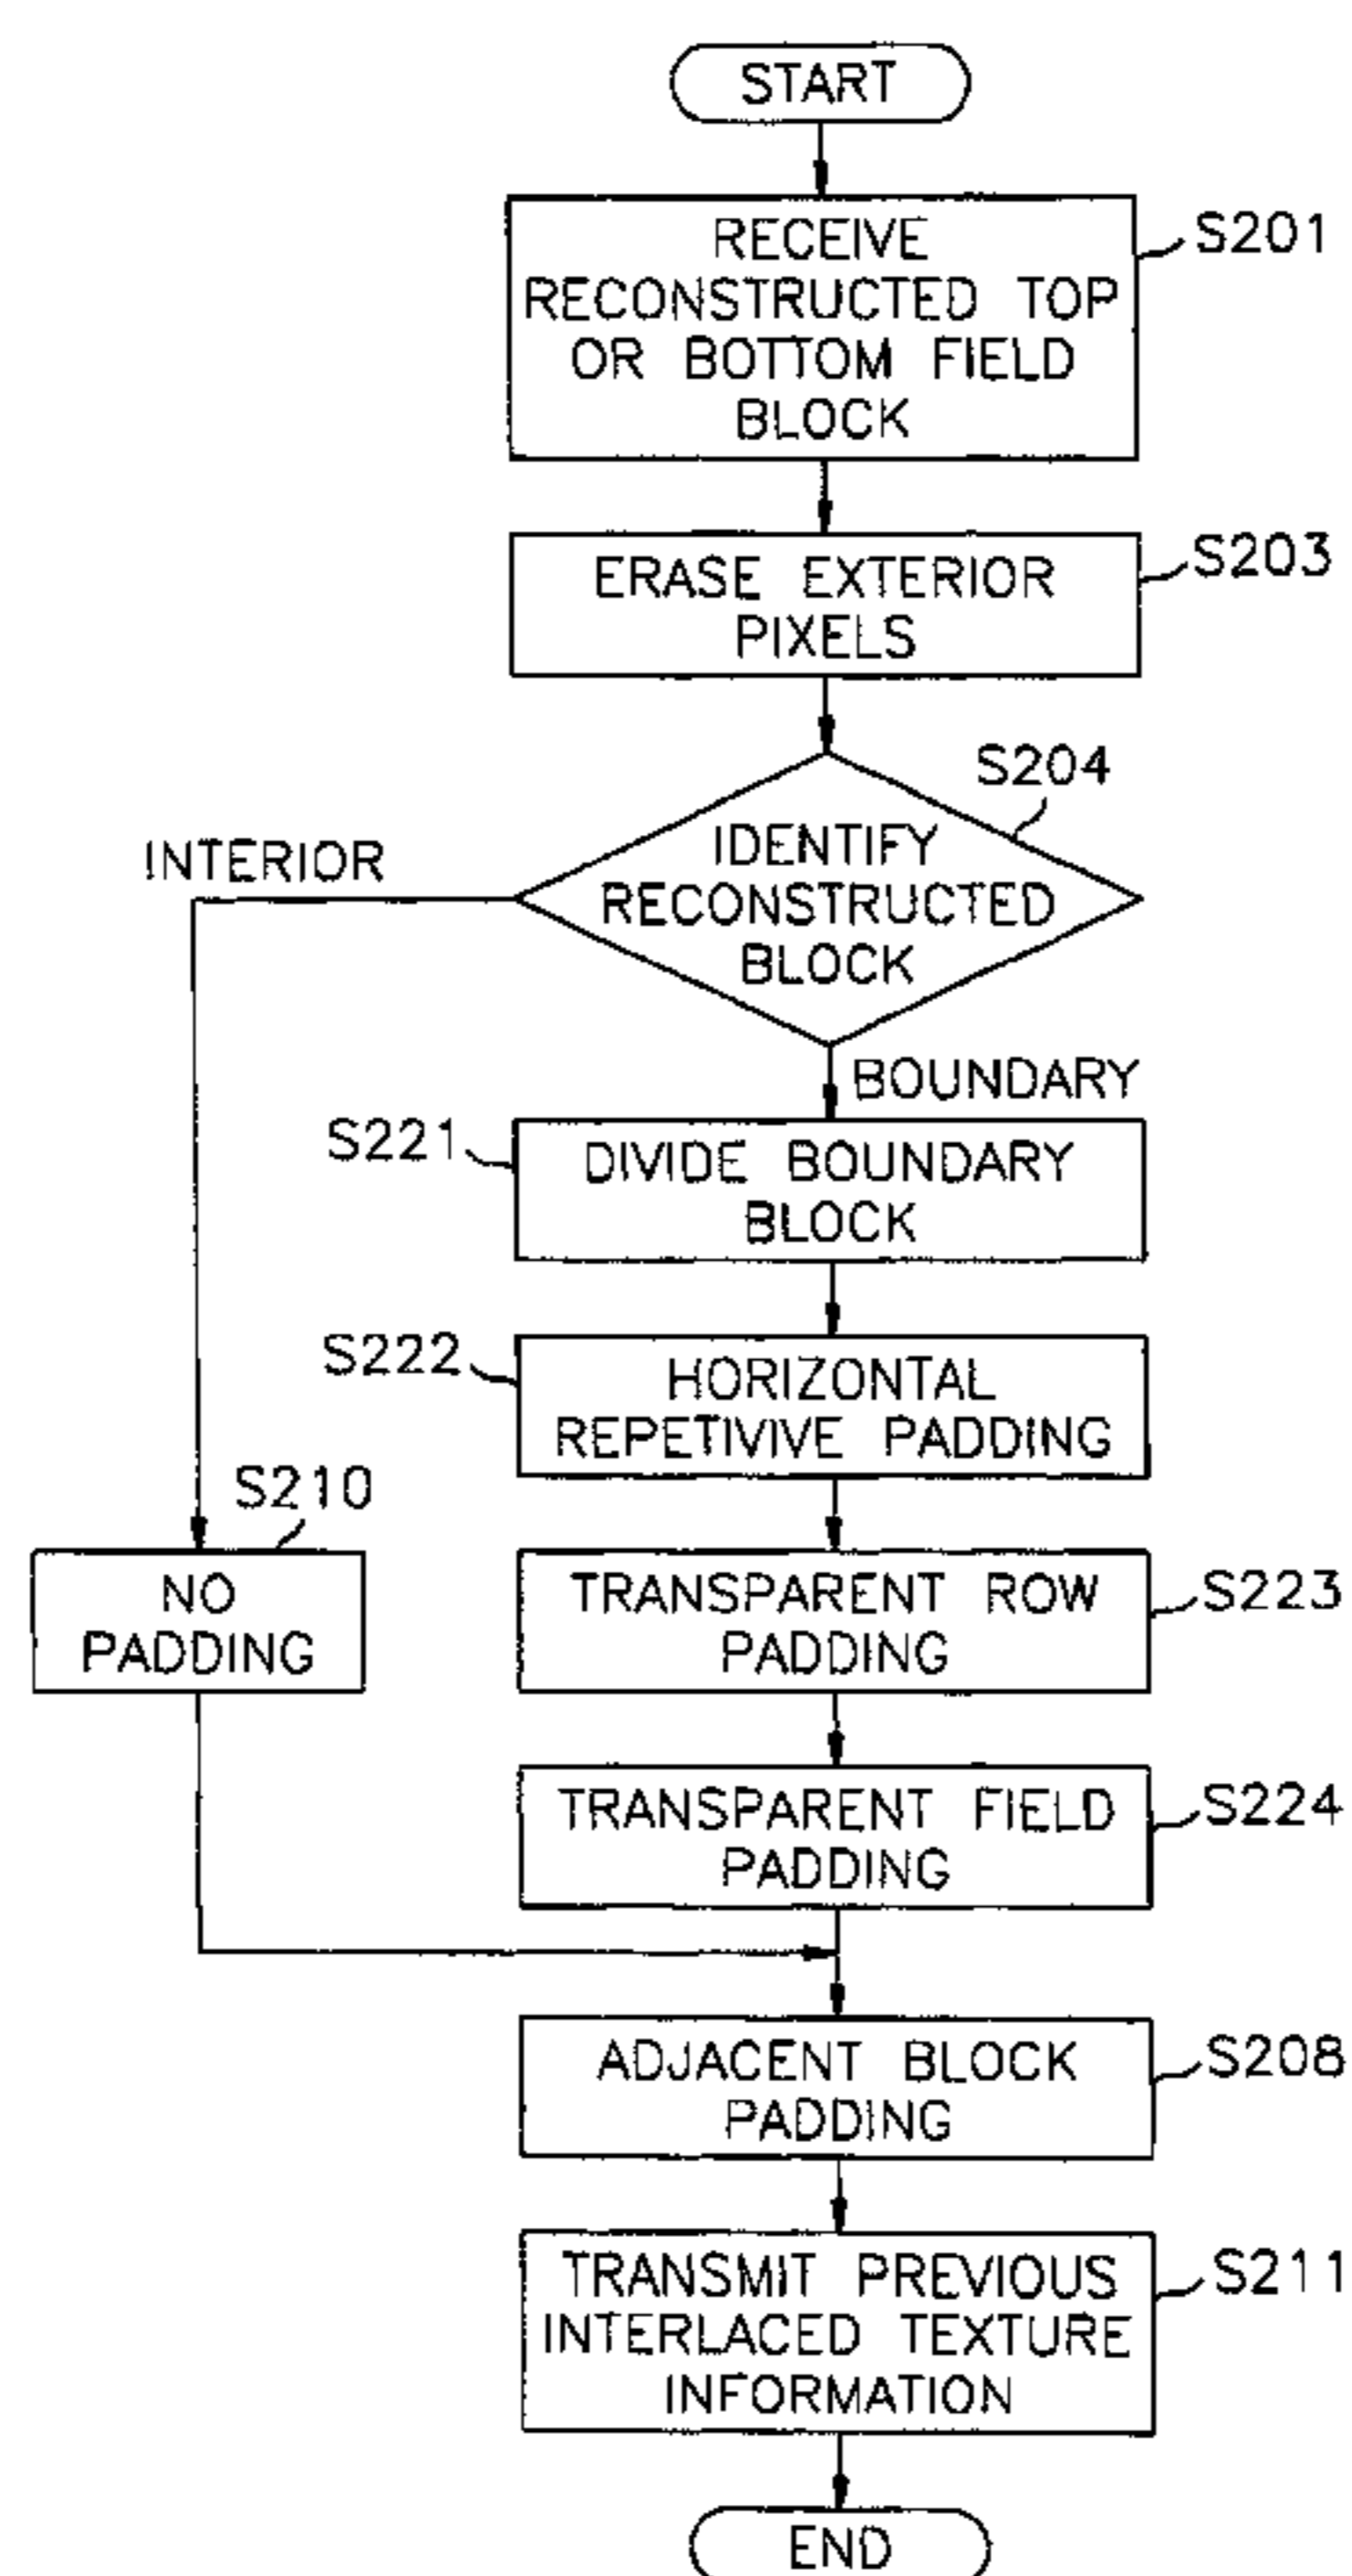 START
RECEIVE
RECONSTRUCTED TOP
OR BOTTOM FIELD
BLOCK
S201
ERASE EXTERIOR
PIXELS
S203
S204
IDENTIFY
RECONSTRUCTED
BLOCK
INTERIOR
BOUNDARY
S221
DIVIDE BOUNDARY
BLOCK
S222
HORIZONTAL
REPETIVIVE PADDING
S210
NO
PADDING
TRANSPARENT ROW
PADDING
S223
TRANSPARENT FIELD
PADDING
S224
ADJACENT BLOCK
PADDING
S208
TRANSMIT PREVIOUS
INTERLACED TEXTURE
INFORMATION
S211
END